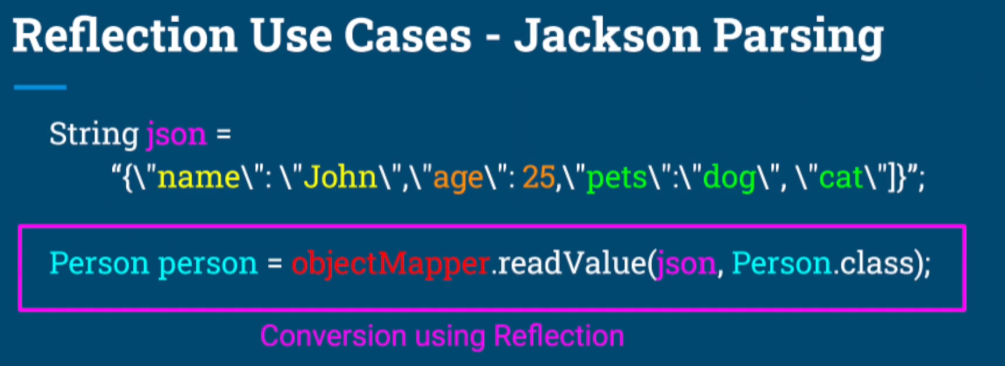 Reflection Use Cases - Jackson Parsing
String json =
“{\"name\": \"John\",\"age\": 25,\"pets\":\"dog\", \"cat\"]}”;
Person person = objectMapper.readValue(json, Person.class);
Conversion using Reflection